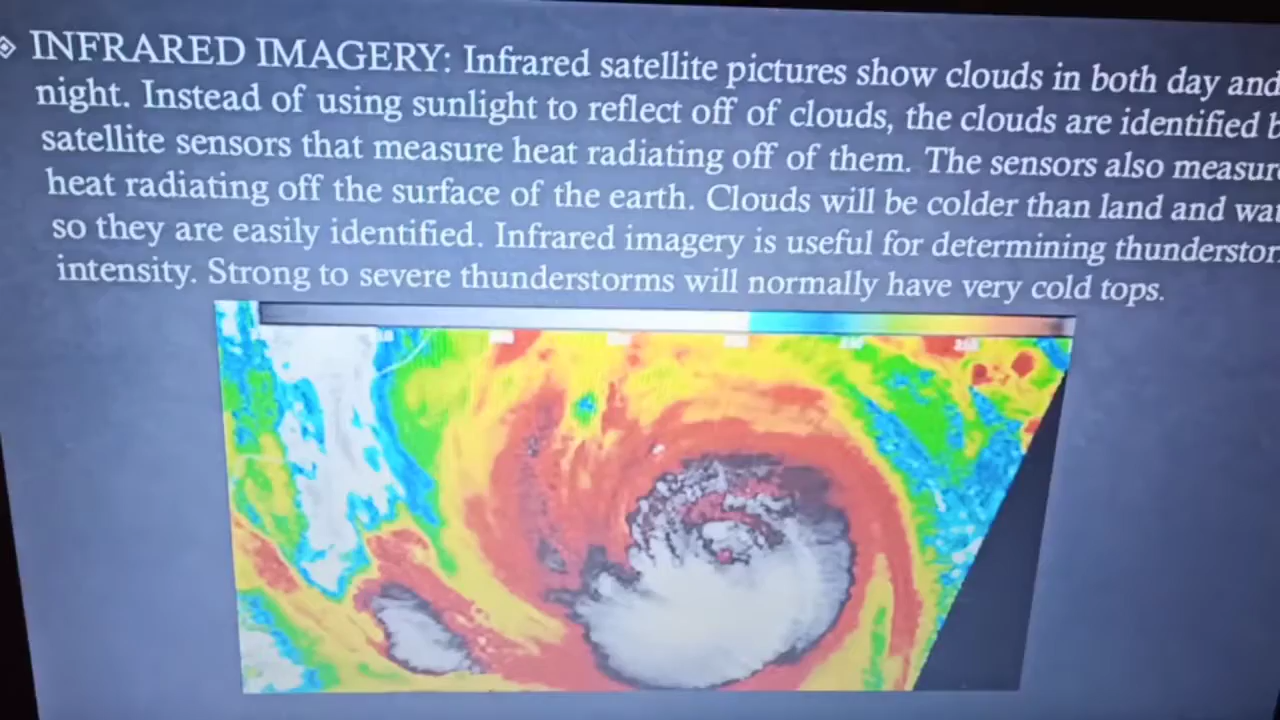 INFRARED IMAGERY: Infrared satellite pictures show clouds in both day and
night. Instead of using sunlight to reflect off of clouds, the clouds are identified
satellite sensors that measure heat radiating off of them. The sensors also
heat radiating off the surface of the earth. Clouds will be colder than land and
so they are easily identified. Infrared imagery is useful for determining
intensity. Strong to severe thunderstorms will normally have very cold tops.